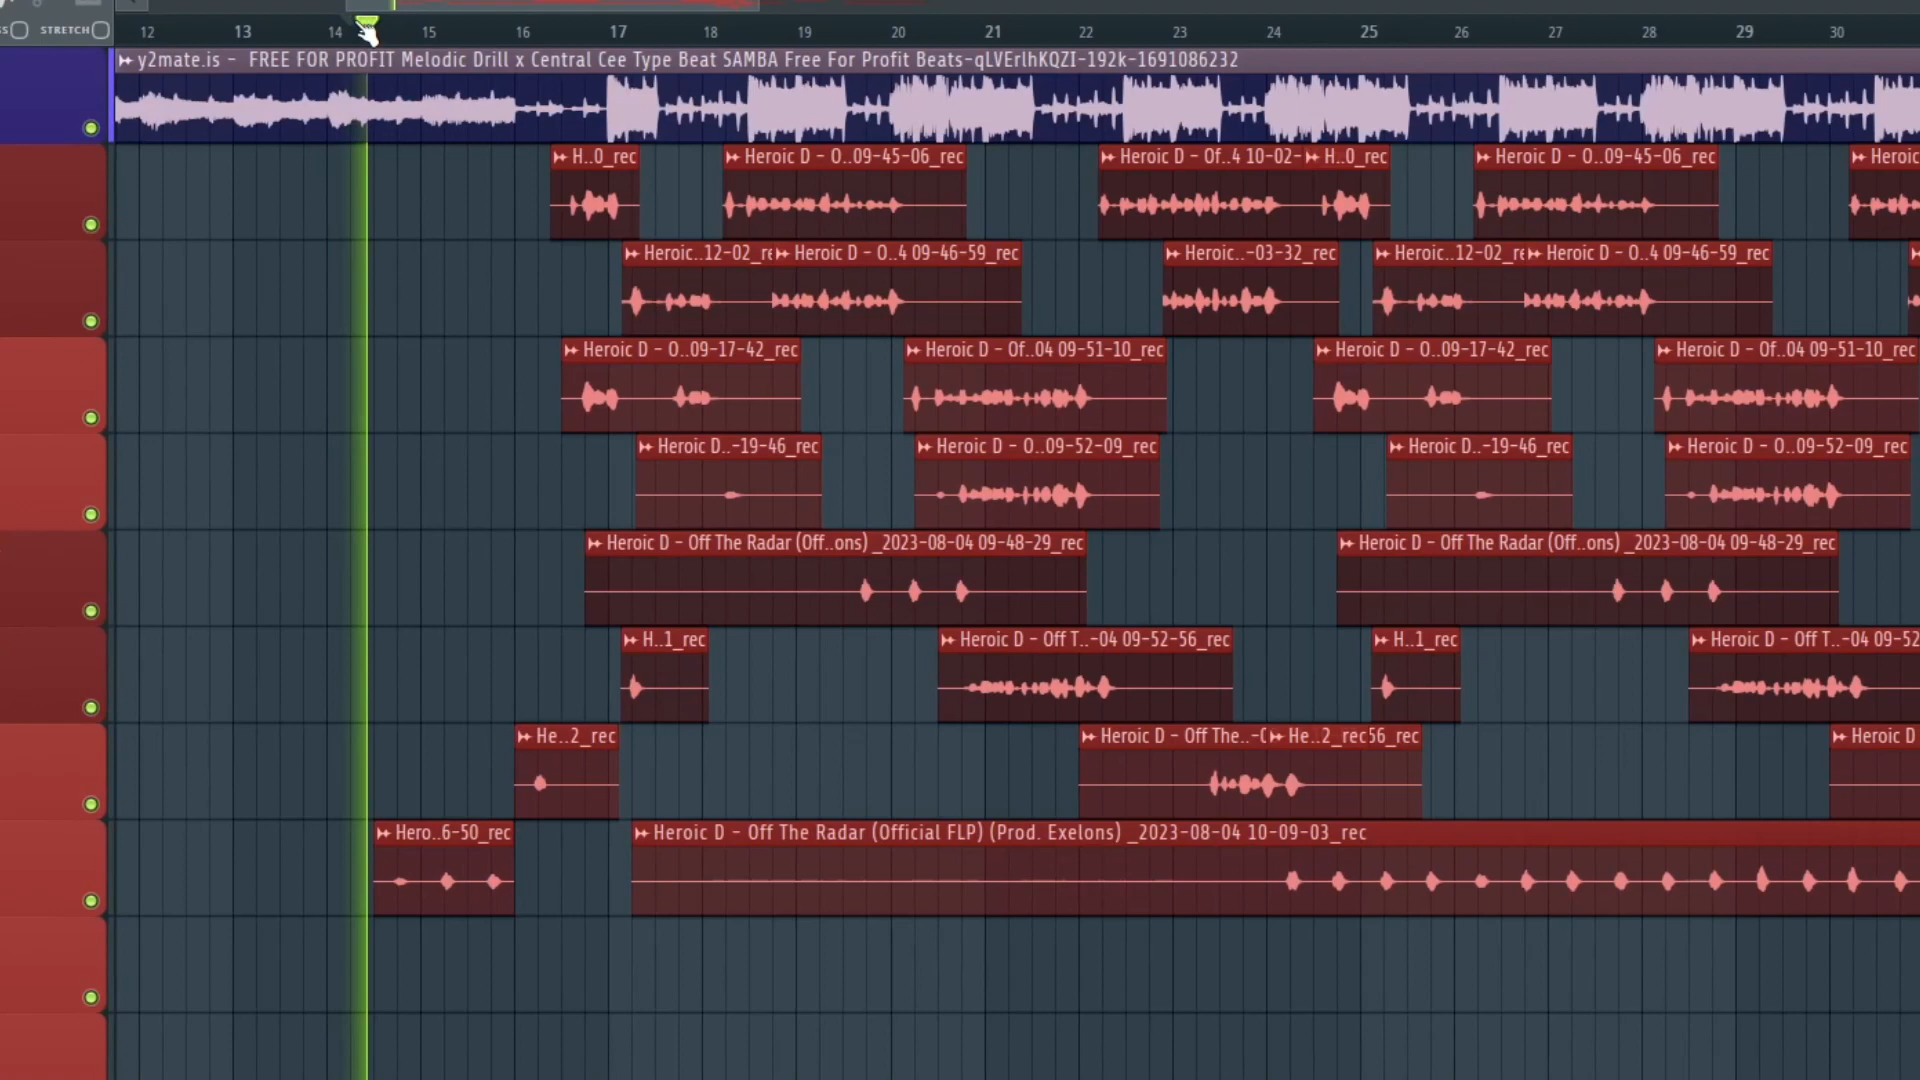 STRETCH
12 13 14 15 16 17 18 19 20 21 22 23 24 25 26 27 28 29 30
y2mate.is - FREE FOR PROFIT Melodic Drill x Central Cee Type Beat SAMBA Free For Profit Beats-qLVErlhKQZI-192k-1691086232
H..0_rec Heroic D - O..09-45-06_rec Heroic D - Of..4 10-02- H..0_rec Heroic D - O..09-45-06_rec Heroic
Heroic..12-02_re Heroic D - O..4 09-46-59_rec Heroic..-03-32_rec Heroic..12-02_re Heroic D - O..4 09-46-59_rec
Heroic D - O..09-17-42_rec Heroic D - Of..04 09-51-10_rec Heroic D - O..09-17-42_rec Heroic D - Of..04 09-51-10_rec
Heroic D..-19-46_rec Heroic D - O..09-52-09_rec Heroic D..-19-46_rec Heroic D - O..09-52-09_rec
Heroic D - Off The Radar (Off..ons) _2023-08-04 09-48-29_rec Heroic D - Off The Radar (Off..ons) _2023-08-04 09-48-29_rec
H..1_rec Heroic D - Off T..-04 09-52-56_rec H..1_rec Heroic D - Off T..-04 09-52
He..2_rec Heroic D - Off The..-0 He..2_rec56_rec Heroic D
Hero..6-50_rec Heroic D - Off The Radar (Official FLP) (Prod. Exelons) _2023-08-04 10-09-03_rec